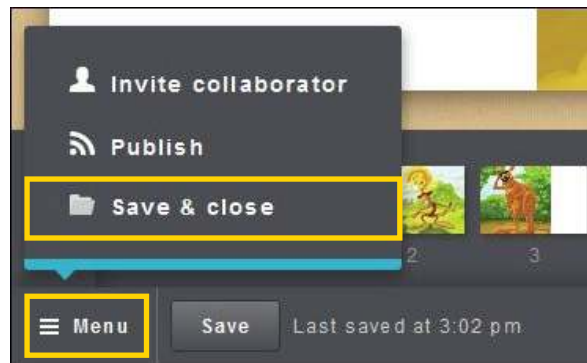 Invite collaborator
Publish
Save & close
2 3
Menu Save Last saved at 3:02 pm